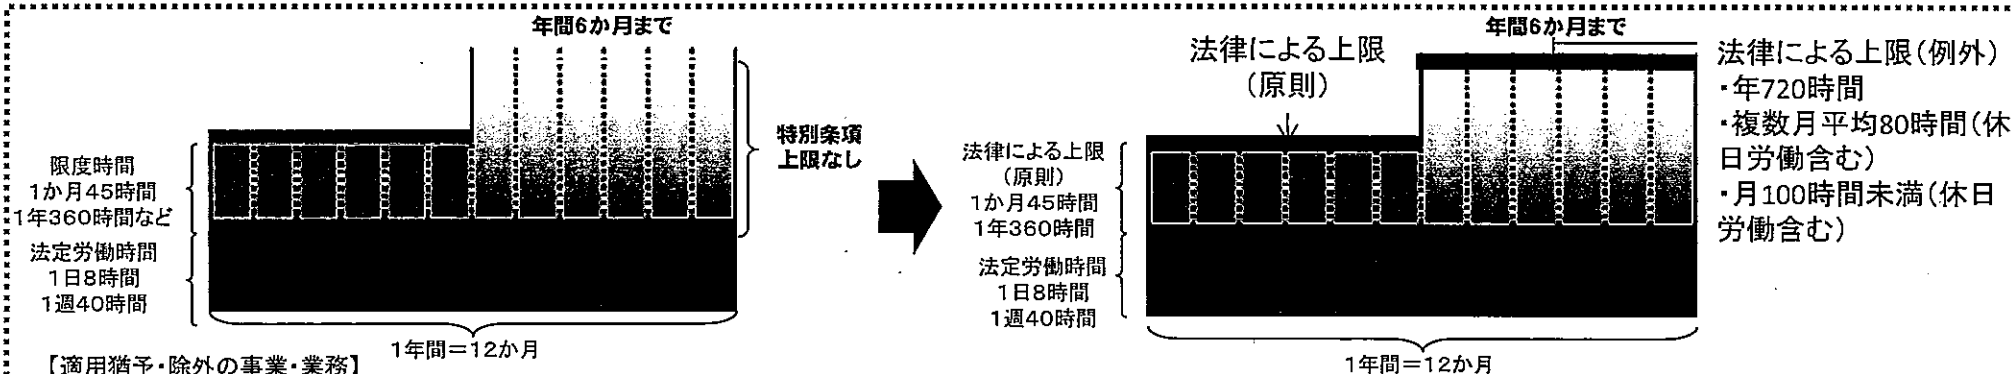 年間6か月まで
限度時間
1か月45時間
1年360時間など
法定労働時間
1日8時間
1週40時間
特別条項
上限なし
1年間=12か月
【適用猶予・除外の事業・業務】
年間6か月まで
法律による上限
(原則)
法律による上限
(原則)
1か月45時間
1年360時間
法定労働時間
1日8時間
1週40時間
1年間=12か月
法律による上限(例外)
・年720時間
・複数月平均80時間(休
日労働含む)
・月100時間未満(休日
労働含む)